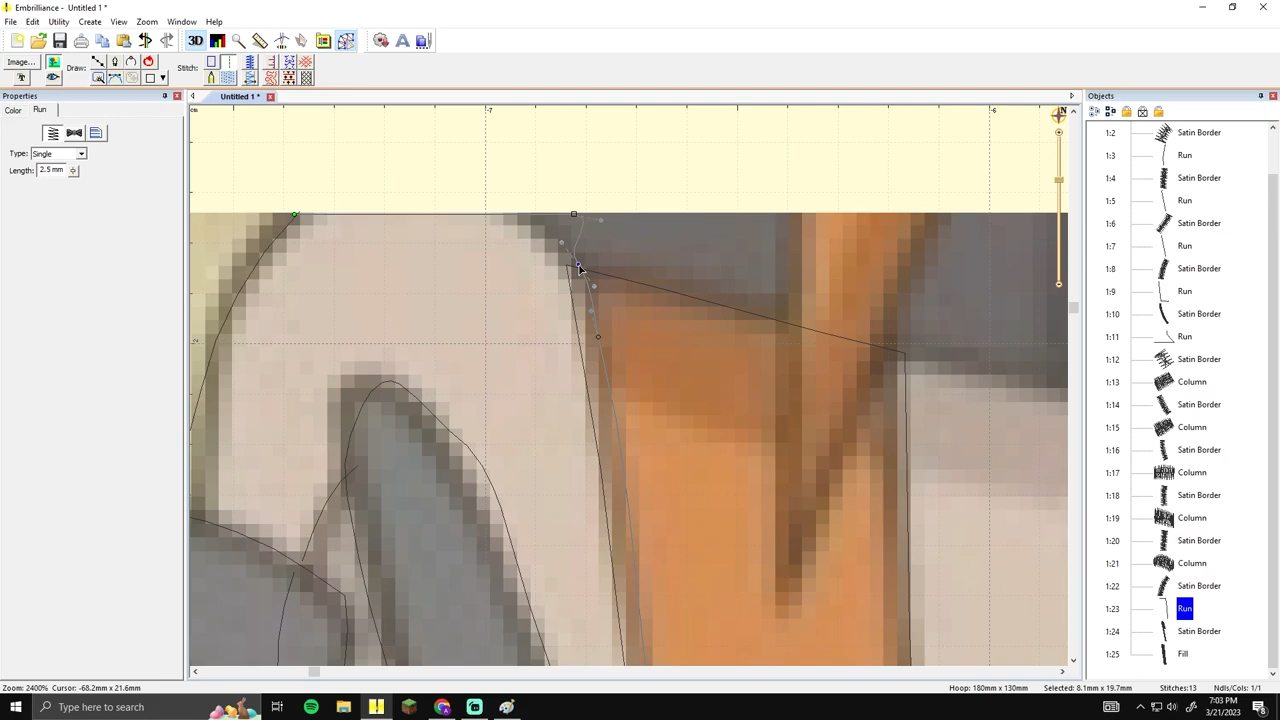 Embrilliance - Untitled 1 *
File Edit Utility Create View Zoom Window Help
Image... Draw: Stitch:
Properties
Untitled 1 *
Objects
Color Run
cm -7 -6 N
Type: Single
Length: 2.5 mm
1:2 Satin Border
1:3 Run
1:4 Satin Border
1:5 Run
1:6 Satin Border
1:7 Run
1:8 Satin Border
1:9 Run
1:10 Satin Border
1:11 Run
1:12 Satin Border
1:13 Column
1:14 Satin Border
1:15 Column
1:16 Satin Border
1:17 Column
1:18 Satin Border
1:19 Column
1:20 Satin Border
1:21 Column
1:22 Satin Border
1:23 Run
1:24 Satin Border
1:25 Fill
Zoom: 2400% Cursor: -68.2mm x 21.6mm
Hoop: 180mm x 130mm Selected: 8.1mm x 19.7mm Stitches:13 Ndls/Cols: 1/1
Type here to search
7:03 PM
3/21/2023